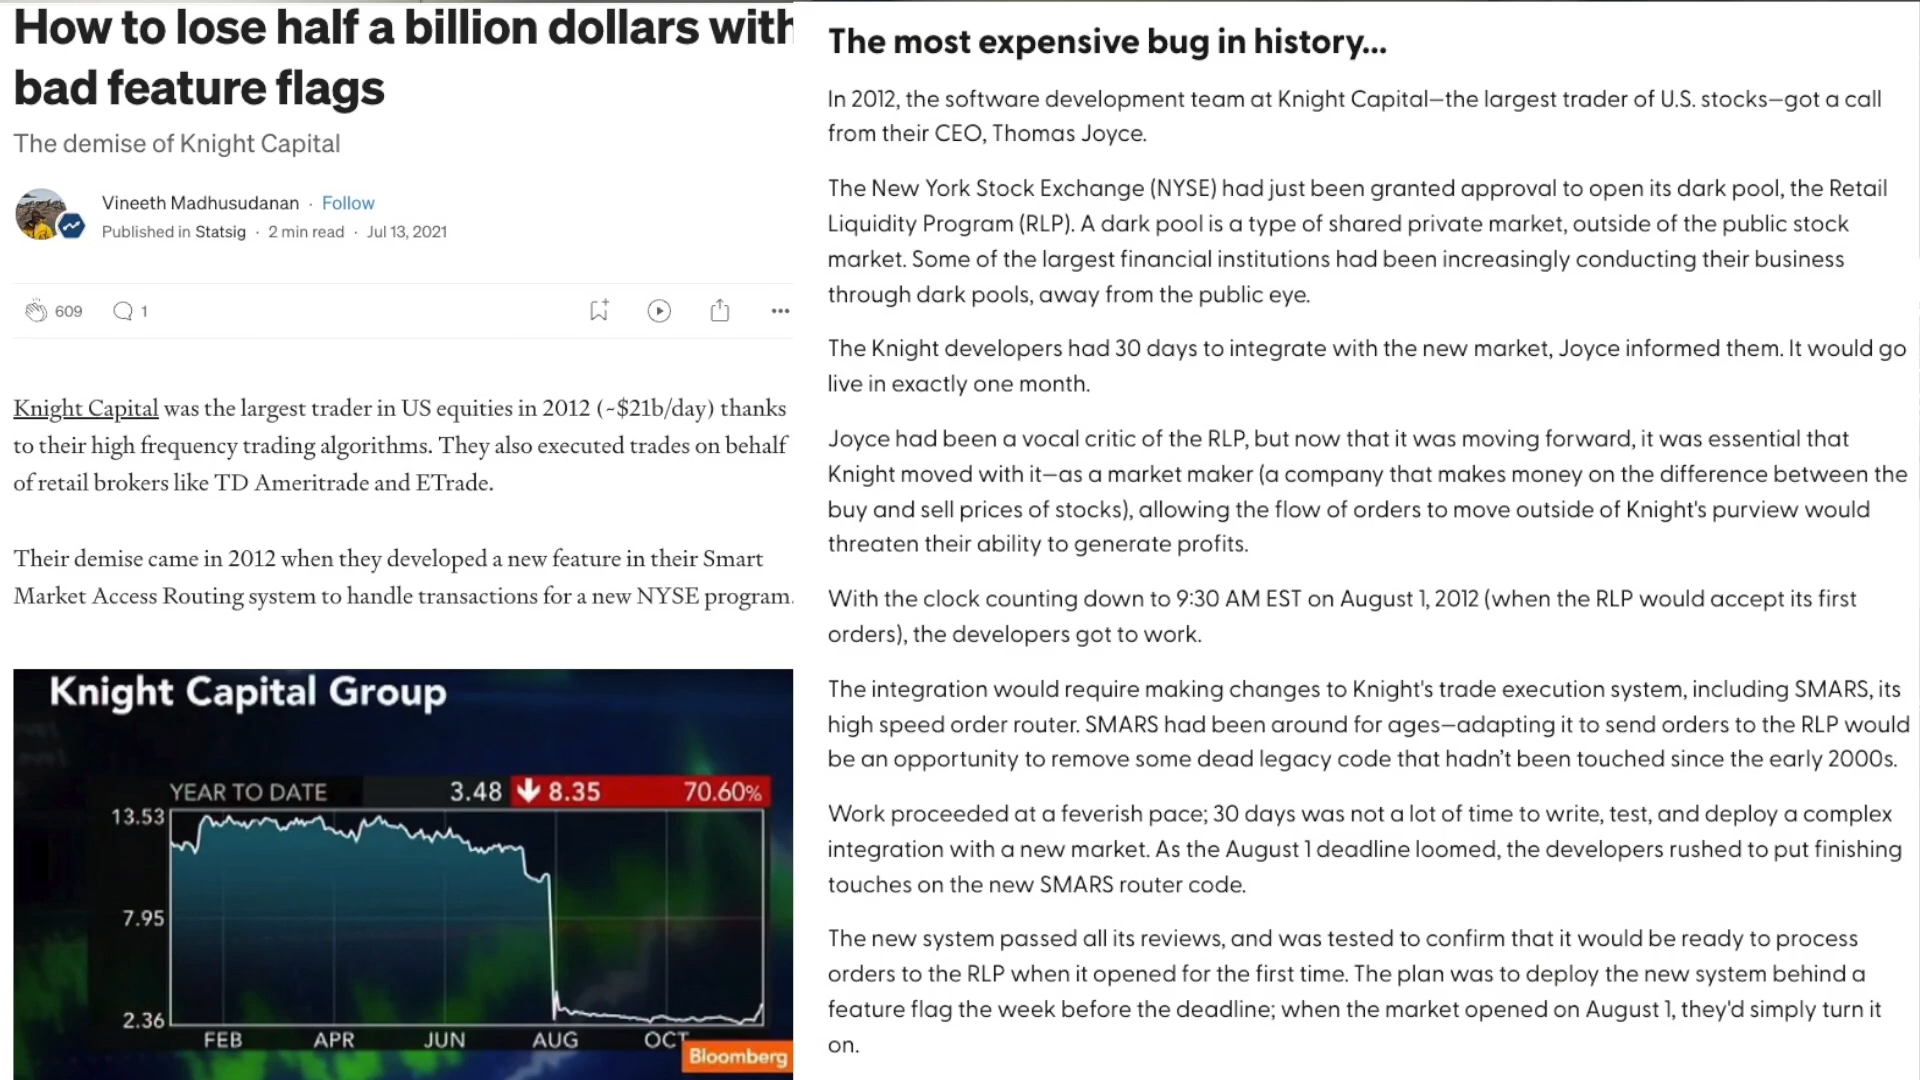 How to lose half a billion dollars with
bad feature flags
The demise of Knight Capital
Vineeth Madhusudanan · Follow
Published in Statsig · 2 min read · Jul 13, 2021
609 1
Knight Capital was the largest trader in US equities in 2012 (~$21b/day) thanks
to their high frequency trading algorithms. They also executed trades on behalf
of retail brokers like TD Ameritrade and ETrade.
Their demise came in 2012 when they developed a new feature in their Smart
Market Access Routing system to handle transactions for a new NYSE program.
Knight Capital Group
YEAR TO DATE 3.48 8.35 70.60%
13.53
7.95
2.36
FEB APR JUN AUG OCT
Bloomberg
The most expensive bug in history...
In 2012, the software development team at Knight Capital—the largest trader of U.S. stocks—got a call
from their CEO, Thomas Joyce.
The New York Stock Exchange (NYSE) had just been granted approval to open its dark pool, the Retail
Liquidity Program (RLP). A dark pool is a type of shared private market, outside of the public stock
market. Some of the largest financial institutions had been increasingly conducting their business
through dark pools, away from the public eye.
The Knight developers had 30 days to integrate with the new market, Joyce informed them. It would go
live in exactly one month.
Joyce had been a vocal critic of the RLP, but now that it was moving forward, it was essential that
Knight moved with it—as a market maker (a company that makes money on the difference between the
buy and sell prices of stocks), allowing the flow of orders to move outside of Knight's purview would
threaten their ability to generate profits.
With the clock counting down to 9:30 AM EST on August 1, 2012 (when the RLP would accept its first
orders), the developers got to work.
The integration would require making changes to Knight's trade execution system, including SMARS, its
high speed order router. SMARS had been around for ages—adapting it to send orders to the RLP would
be an opportunity to remove some dead legacy code that hadn't been touched since the early 2000s.
Work proceeded at a feverish pace; 30 days was not a lot of time to write, test, and deploy a complex
integration with a new market. As the August 1 deadline loomed, the developers rushed to put finishing
touches on the new SMARS router code.
The new system passed all its reviews, and was tested to confirm that it would be ready to process
orders to the RLP when it opened for the first time. The plan was to deploy the new system behind a
feature flag the week before the deadline; when the market opened on August 1, they'd simply turn it
on.